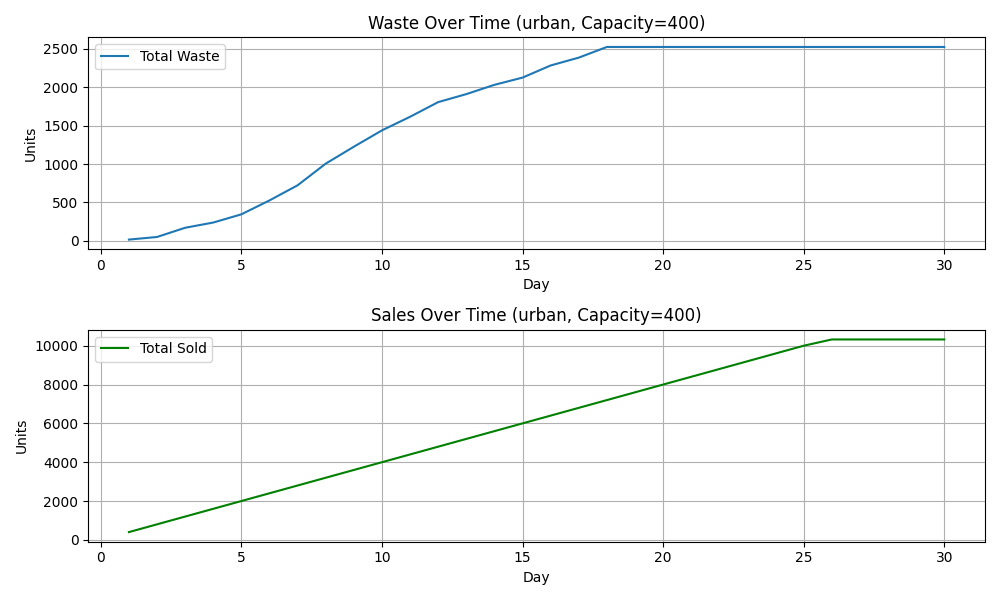 Waste Over Time (urban, Capacity=400)
Total Waste
Units
2500
2000
1500
1000
500
0
0 5 10 15 20 25 30
Day
Sales Over Time (urban, Capacity=400)
Total Sold
Units
10000
8000
6000
4000
2000
0
0 5 10 15 20 25 30
Day